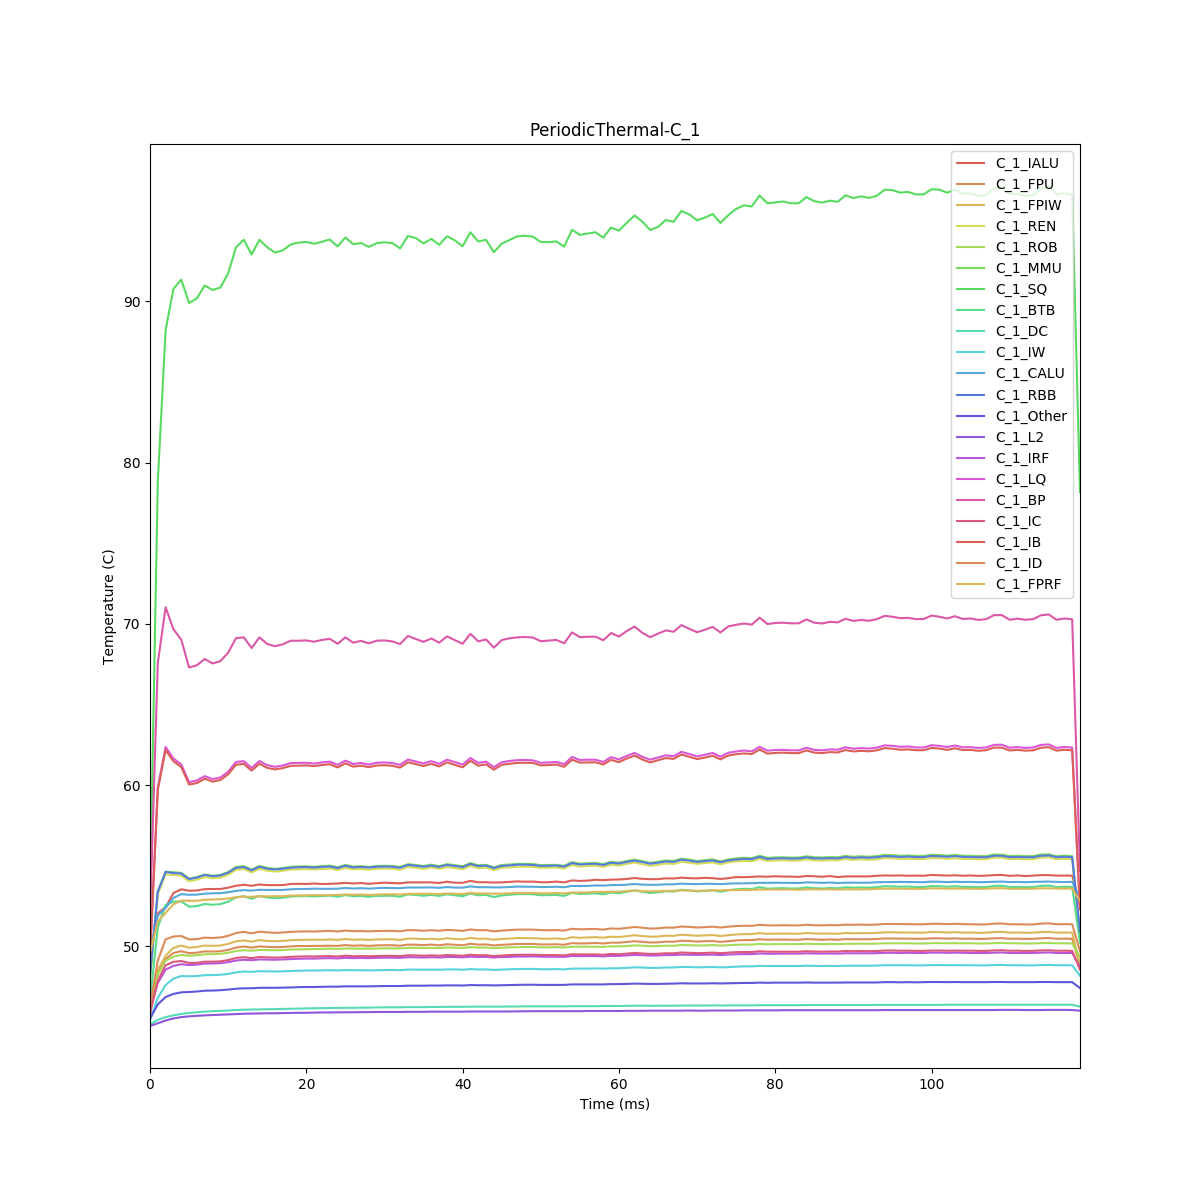 PeriodicThermal-C_1
C_1_IALU
C_1_FPU
C_1_FPIW
C_1_REN
C_1_ROB
C_1_MMU
C_1_SQ
C_1_BTB
C_1_DC
C_1_IW
C_1_CALU
C_1_RBB
C_1_Other
C_1_L2
C_1_IRF
C_1_LQ
C_1_BP
C_1_IC
C_1_IB
C_1_ID
C_1_FPRF
90
80
70
60
50
Temperature (C)
0 20 40 60 80 100
Time (ms)